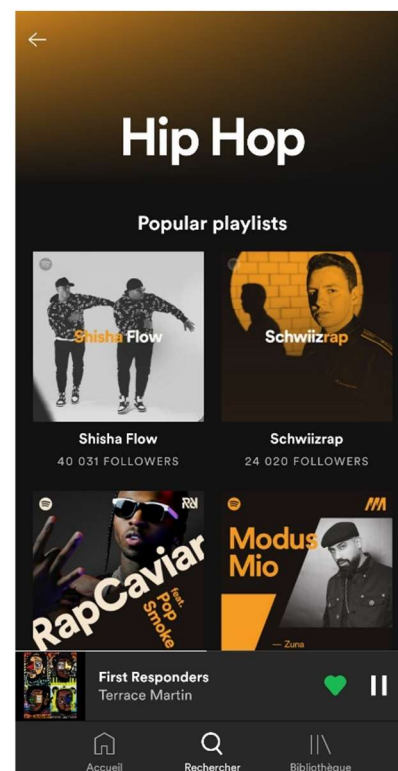 Hip Hop
Popular playlists
Shisha Flow
Schwiizrap
Shisha Flow
Schwiizrap
40 031 FOLLOWERS
24 020 FOLLOWERS
RapCaviar
feat.
Pop
Smoke
Modus
Mio
— Zuna
First Responders
Terrace Martin
Accueil
Rechercher
Bibliothèque